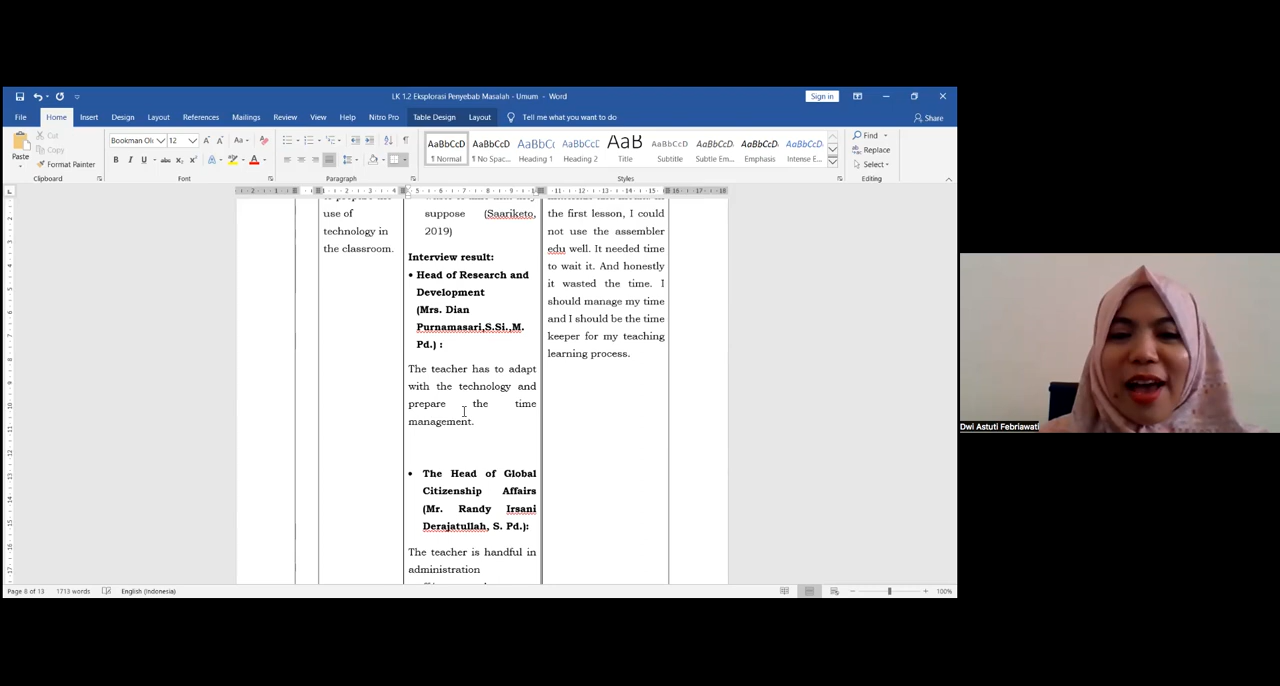 LK 1.2 Eksplorasi Penyebab Masalah - Umum - Word
Sign in
File Home Insert Design Layout References Mailings Review View Help Nitro Pro Table Design Layout Tell me what you want to do Share
Paste
Cut
Copy
Format Painter
Clipboard
Bookman Ol 12
Font
Paragraph
AaBbCcD AaBbCcD AaBbC AaBbCcC AaB AaBbCcD AaBbCcD AaBbCcD AaBbCcD
1 Normal 1 No Spac... Heading 1 Heading 2 Title Subtitle Subtle Em... Emphasis Intense E...
Styles
Find
Replace
Select
Editing
to prepare the
use of
technology in
the classroom.
suppose (Saariketo,
2019)
Interview result:
• Head of Research and
Development
(Mrs. Dian
Purnamasari,S.Si.,M.
Pd.) :
The teacher has to adapt
with the technology and
prepare the time
management.
• The Head of Global
Citizenship Affairs
(Mr. Randy Irsani
Derajatullah, S. Pd.):
The teacher is handful in
administration
the first lesson, I could
not use the assembler
edu well. It needed time
to wait it. And honestly
it wasted the time. I
should manage my time
and I should be the time
keeper for my teaching
learning process.
Page 8 of 13 1713 words English (Indonesia) 100%
Dwi Astuti Febriawati